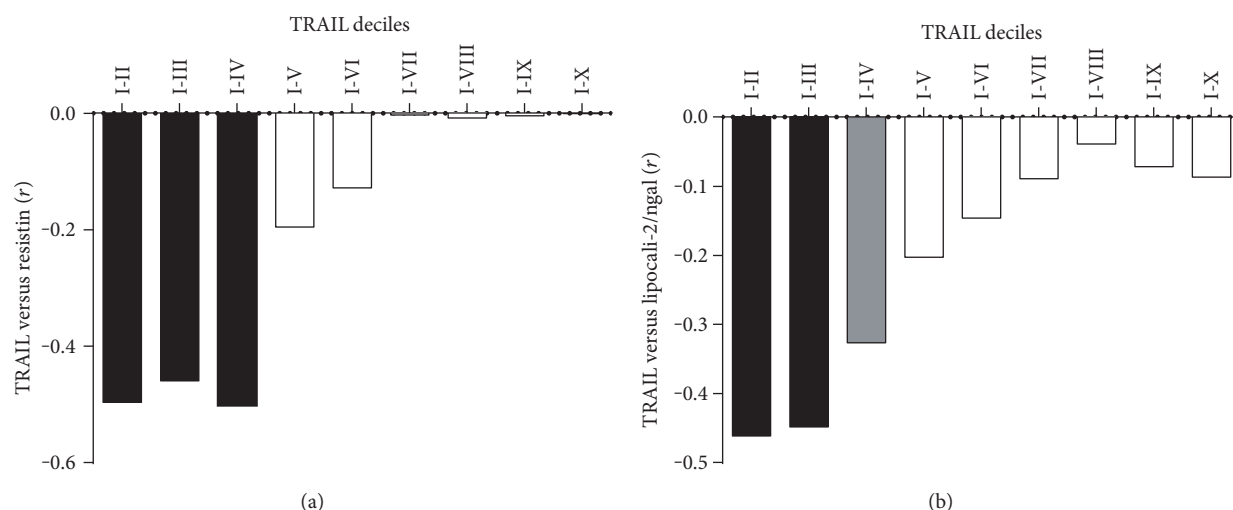 TRAIL deciles
I-II
I-III
I-IV
I-V
I-VI
I-VII
I-VIII
I-IX
I-X
0.0
-0.2
-0.4
-0.6
TRAIL versus resistin (r)
(a)
TRAIL deciles
I-II
I-III
I-IV
I-V
I-VI
I-VII
I-VIII
I-IX
I-X
0.0
-0.1
-0.2
-0.3
-0.4
-0.5
TRAIL versus lipocali-2/ngal (r)
(b)